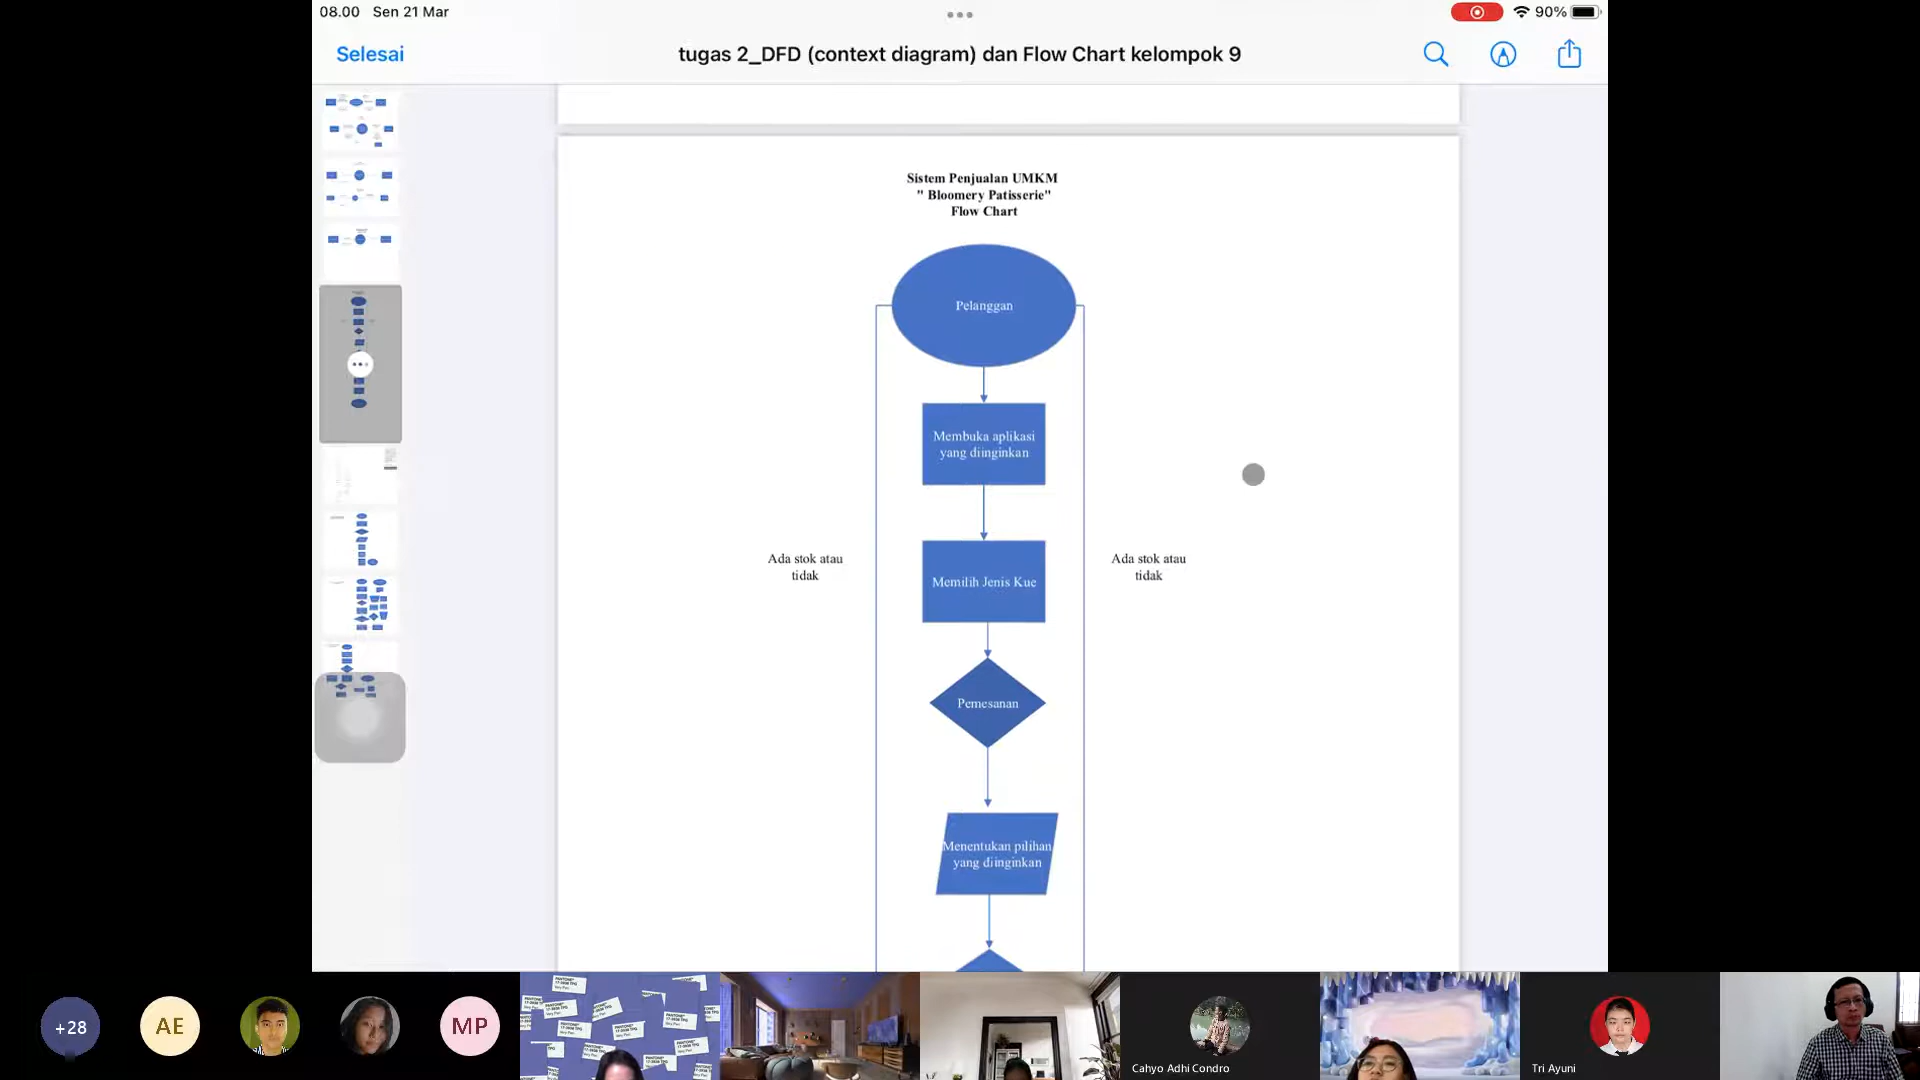 08.00 Sen 21 Mar
90%
Selesai
tugas 2_DFD (context diagram) dan Flow Chart kelompok 9
Sistem Penjualan UMKM
" Bloomery Patisserie"
Flow Chart
Pelanggan
Membuka aplikasi
yang diinginkan
Ada stok atau
tidak
Memilih Jenis Kue
Ada stok atau
tidak
Pemesanan
Menentukan pilihan
yang diinginkan
+28
AE
MP
Cahyo Adhi Condro
Tri Ayuni